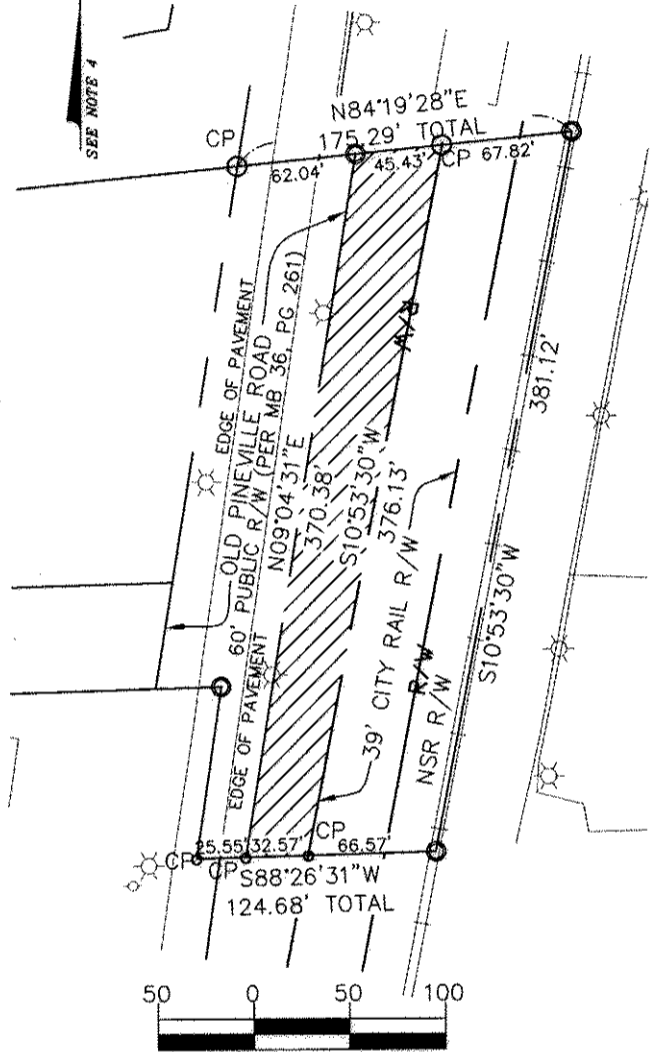 SEE NOTE 4
CP
N84°19'28"E
175.29' TOTAL
62.04'
45.43'
CP
67.82'
EDGE OF PAVEMENT
OLD PINEVILLE ROAD
60' PUBLIC R/W (PER MB 36, PG 261)
N09°04'31"E
370.38'
S10°53'30"W
376.13'
R/W
39' CITY RAIL R/W
R/W
NSR R/W
381.12'
S10°53'30"W
EDGE OF PAVEMENT
CP
25.55'
CP
32.57'
CP
66.57'
S88°26'31"W
124.68' TOTAL
50 0 50 100